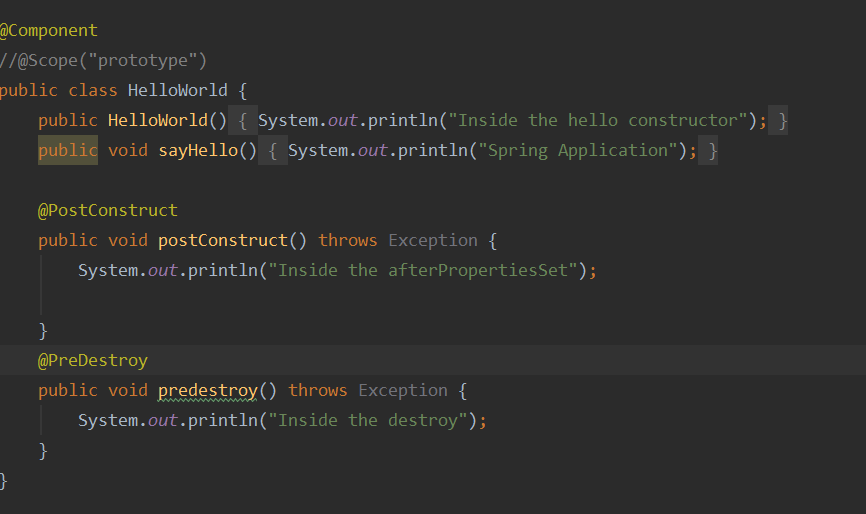 @Component
//@Scope("prototype")
public class HelloWorld {
public HelloWorld() { System.out.println("Inside the hello constructor"); }
public void sayHello() { System.out.println("Spring Application"); }
@PostConstruct
public void postConstruct() throws Exception {
System.out.println("Inside the afterPropertiesSet");
}
@PreDestroy
public void predestroy() throws Exception {
System.out.println("Inside the destroy");
}
}